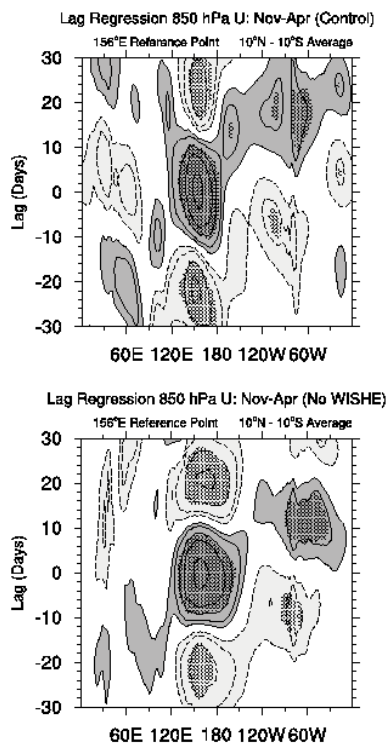 Lag Regression 850 hPa U: Nov-Apr (Control)
156°E Reference Point 10°N - 10°S Average
30
20
10
0
-10
-20
-30
Lag (Days)
60E 120E 180 120W 60W
Lag Regression 850 hPa U: Nov-Apr (No WISHE)
156°E Reference Point 10°N - 10°S Average
30
20
10
0
-10
-20
-30
Lag (Days)
60E 120E 180 120W 60W